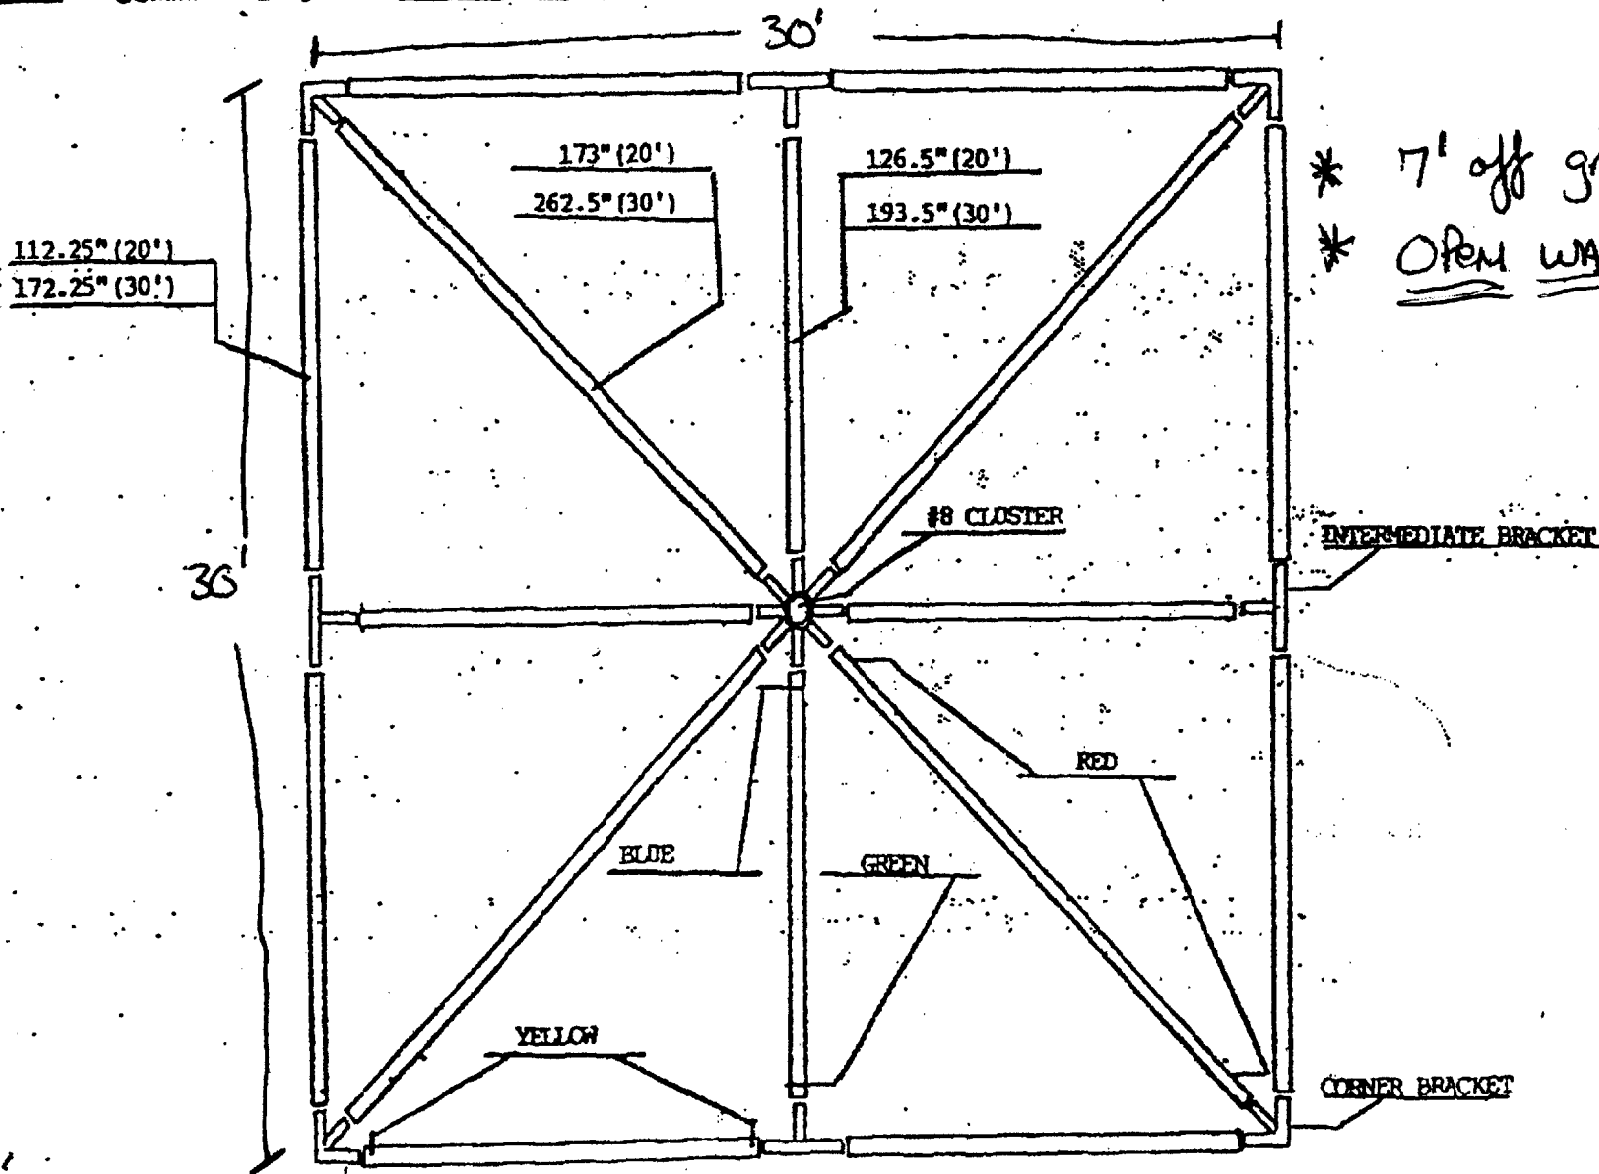 30'
173"(20')
262.5"(30')
126.5"(20')
193.5"(30')
* 7' off
* OPEN
112.25"(20')
172.25"(30')
#8 CLUSTER
INTERMEDIATE BRACKET
30'
RED
BLUE
GREEN
YELLOW
CORNER BRACKET